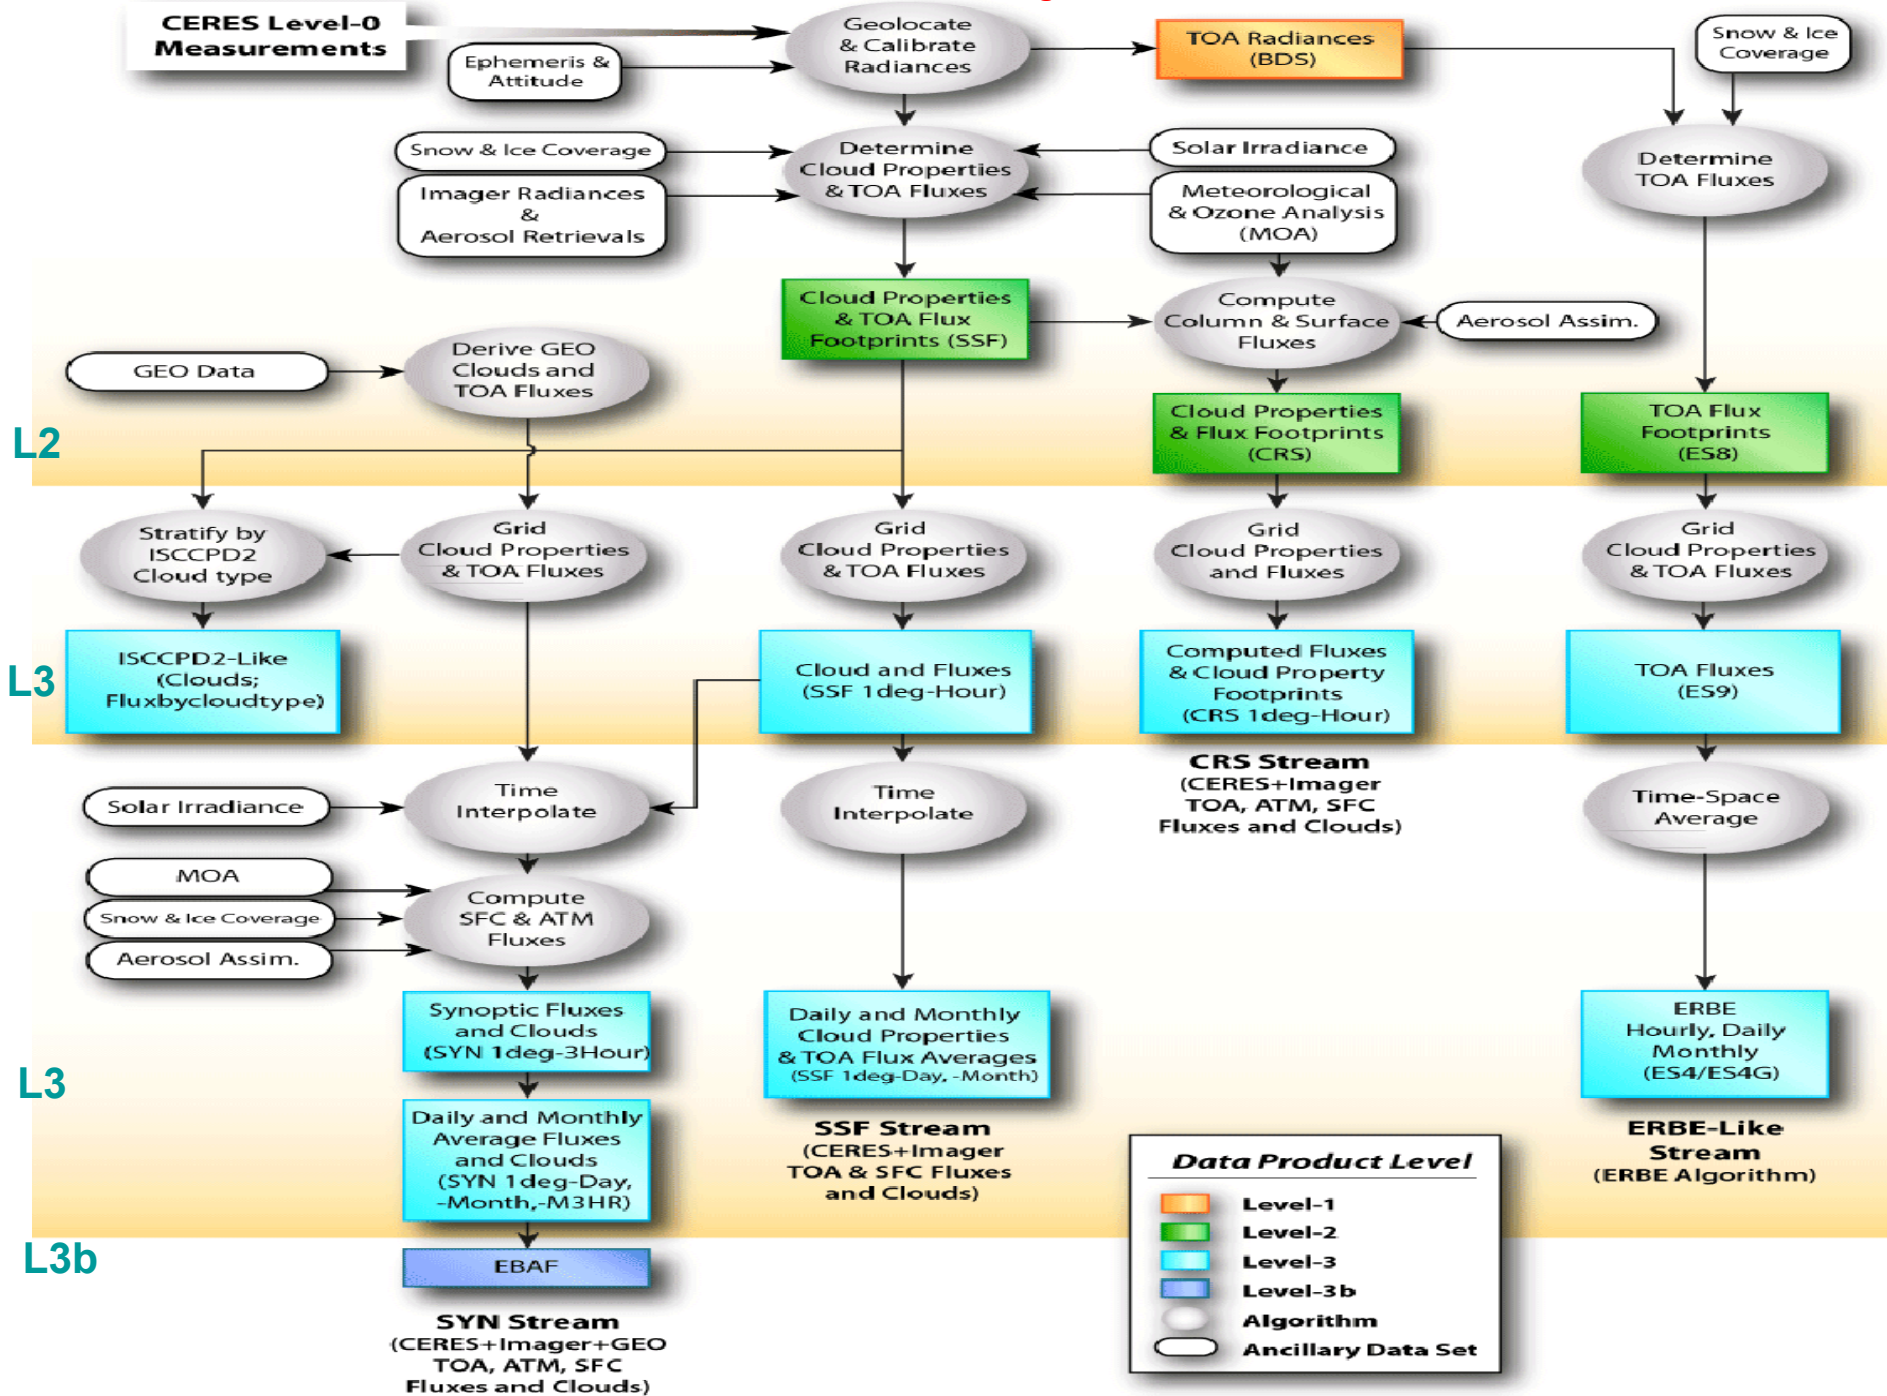 CERES Level-0
Measurements
Ephemeris &
Attitude
Geolocate
& Calibrate
Radiances
TOA Radiances
(BDS)
Snow & Ice
Coverage
Snow & Ice Coverage
Imager Radiances
&
Aerosol Retrievals
Determine
Cloud Properties
& TOA Fluxes
Solar Irradiance
Meteorological
& Ozone Analysis
(MOA)
Determine
TOA Fluxes
L2
GEO Data
Derive GEO
Clouds and
TOA Fluxes
Cloud Properties
& TOA Flux
Footprints (SSF)
Compute
Column & Surface
Fluxes
Aerosol Assim.
Cloud Properties
& Flux Footprints
(CRS)
TOA Flux
Footprints
(ES8)
L3
Stratify by
ISCCPD2
Cloud type
Grid
Cloud Properties
& TOA Fluxes
Grid
Cloud Properties
& TOA Fluxes
Grid
Cloud Properties
and Fluxes
Grid
Cloud Properties
& TOA Fluxes
ISCCPD2-Like
(Clouds;
Fluxbycloudtype)
Cloud and Fluxes
(SSF 1deg-Hour)
Computed Fluxes
& Cloud Property
Footprints
(CRS 1deg-Hour)
TOA Fluxes
(ES9)
CRS Stream
(CERES+Imager
TOA, ATM, SFC
Fluxes and Clouds)
Solar Irradiance
Time
Interpolate
Time
Interpolate
Time-Space
Average
MOA
Snow & Ice Coverage
Aerosol Assim.
Compute
SFC & ATM
Fluxes
L3
Synoptic Fluxes
and Clouds
(SYN 1deg-3Hour)
Daily and Monthly
Cloud Properties
& TOA Flux Averages
(SSF 1deg-Day, -Month)
ERBE
Hourly, Daily
Monthly
(ES4/ES4G)
Daily and Monthly
Average Fluxes
and Clouds
(SYN 1deg-Day,
-Month,-M3HR)
SSF Stream
(CERES+Imager
TOA & SFC Fluxes
and Clouds)
ERBE-Like
Stream
(ERBE Algorithm)
L3b
EBAF
SYN Stream
(CERES+Imager+GEO
TOA, ATM, SFC
Fluxes and Clouds)
Data Product Level
Level-1
Level-2
Level-3
Level-3b
Algorithm
Ancillary Data Set